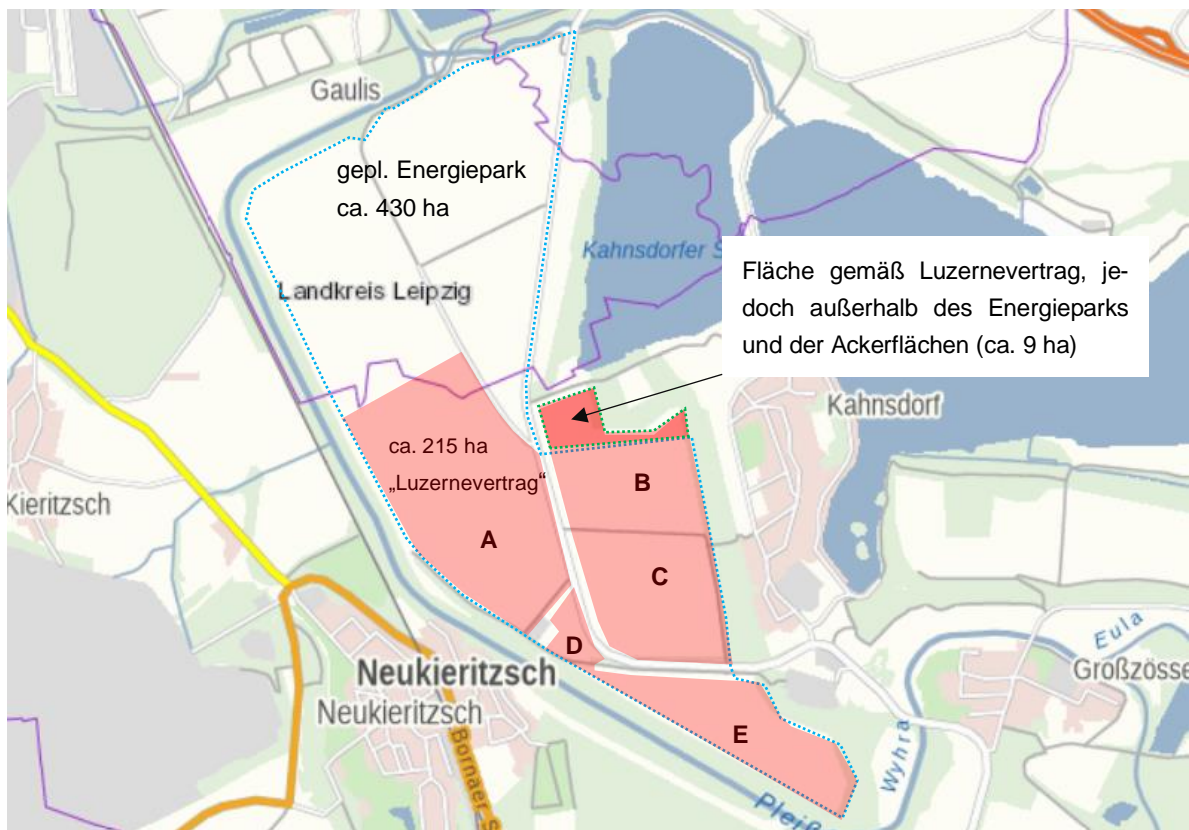 Gaulis
gepl. Energiepark
ca. 430 ha
Kahnsdorfer S
Landkreis Leipzig
Fläche gemäß Luzernevertrag, je-
doch außerhalb des Energieparks
und der Ackerflächen (ca. 9 ha)
Kahnsdorf
ca. 215 ha
„Luzernevertrag“
A
B
C
D
E
Kieritzsch
Neukieritzsch
Neukieritzsch
Bornaer S
Pleiß
Wyhra
Eula
Großzösse